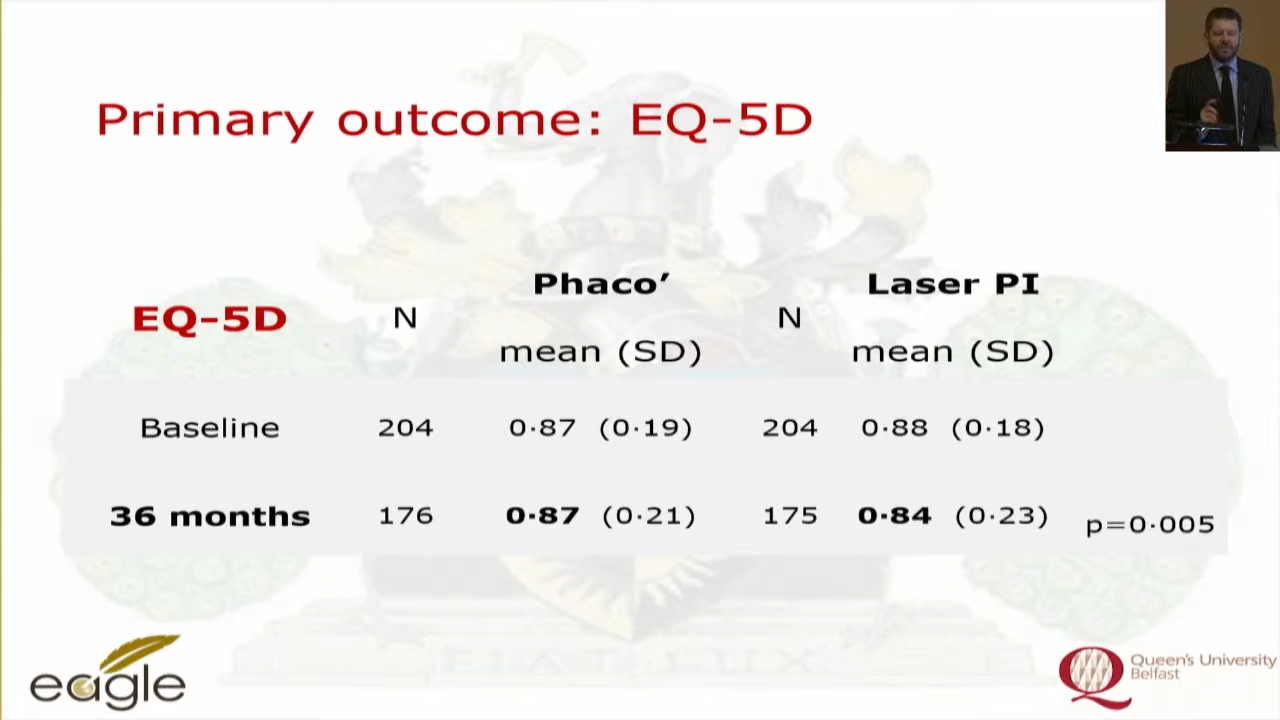 Primary outcome: EQ-5D
EQ-5D N Phaco’ mean (SD) N Laser PI mean (SD)
Baseline 204 0·87 (0·19) 204 0·88 (0·18)
36 months 176 0·87 (0·21) 175 0·84 (0·23) p=0·005
FIAT LUX
eagle
Queen's University
Belfast